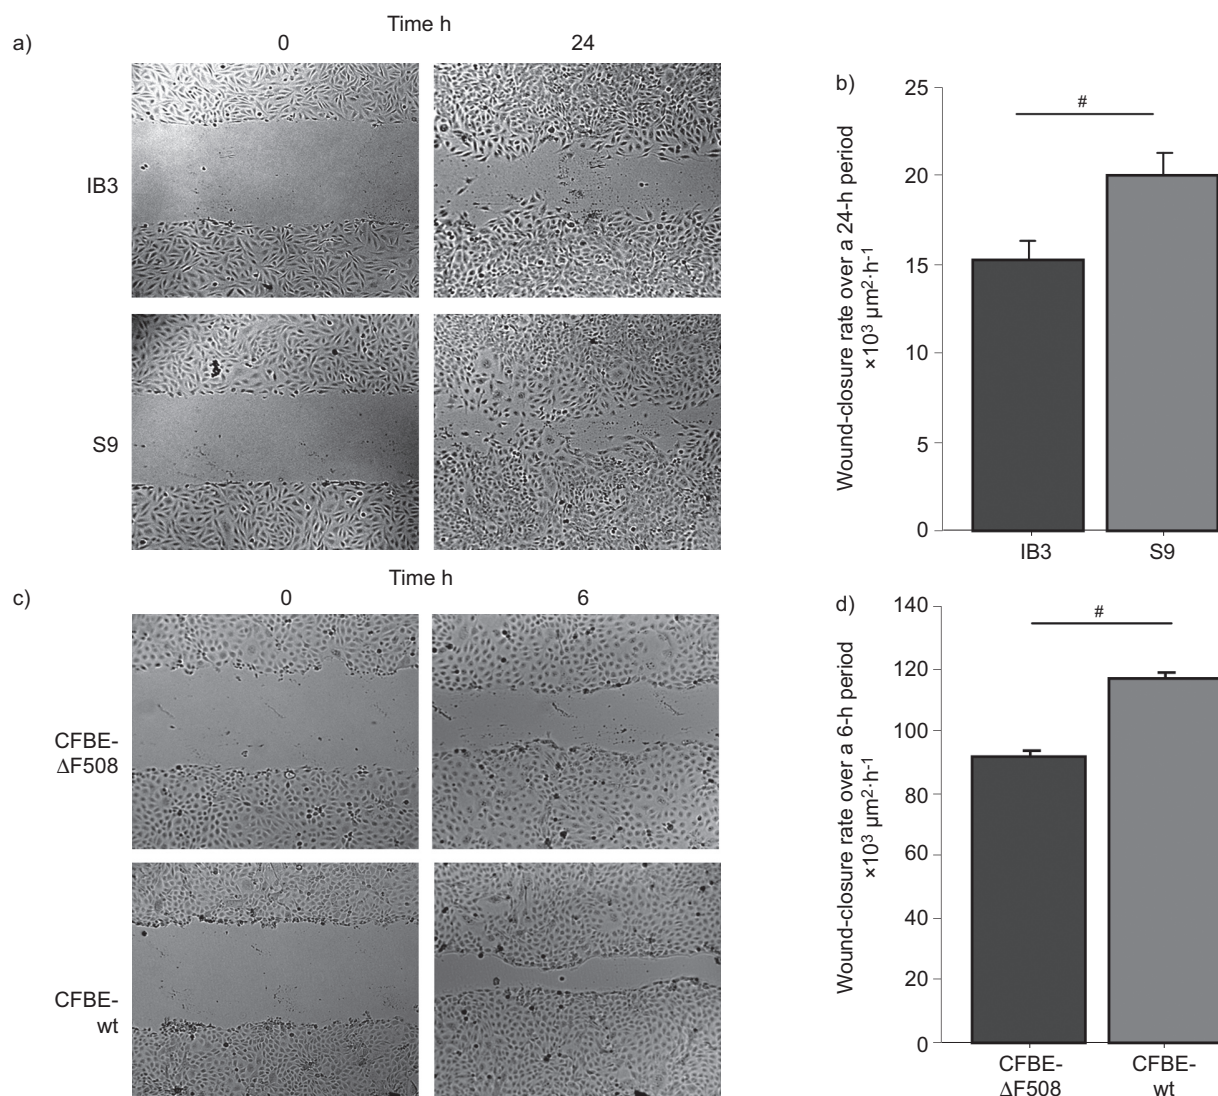 a)
Time h
0
24
IB3
S9
b)
Wound-closure rate over a 24-h period
×10³ µm²·h⁻¹
25
20
15
10
5
0
#
IB3
S9
c)
Time h
0
6
CFBE-
ΔF508
CFBE-
wt
d)
Wound-closure rate over a 6-h period
×10³ µm²·h⁻¹
140
120
100
80
60
40
20
0
#
CFBE-
ΔF508
CFBE-
wt